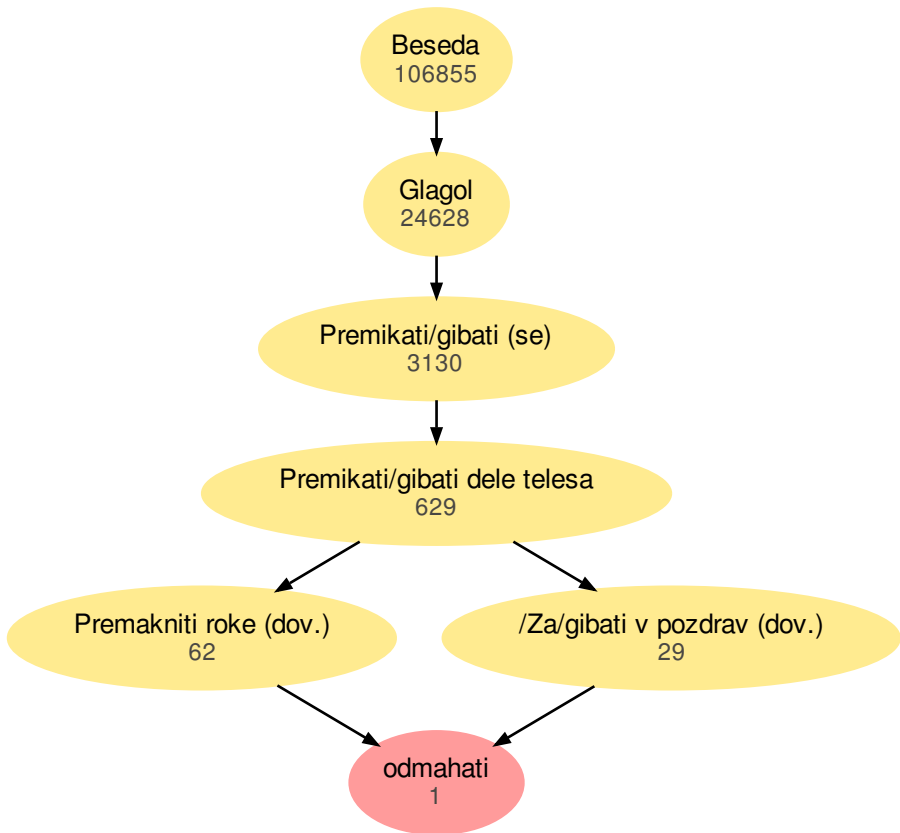 Beseda
106855
Glagol
24628
Premikati/gibati (se)
3130
Premikati/gibati dele telesa
629
Premakniti roke (dov.)
62
/Za/gibati v pozdrav (dov.)
29
odmahati
1